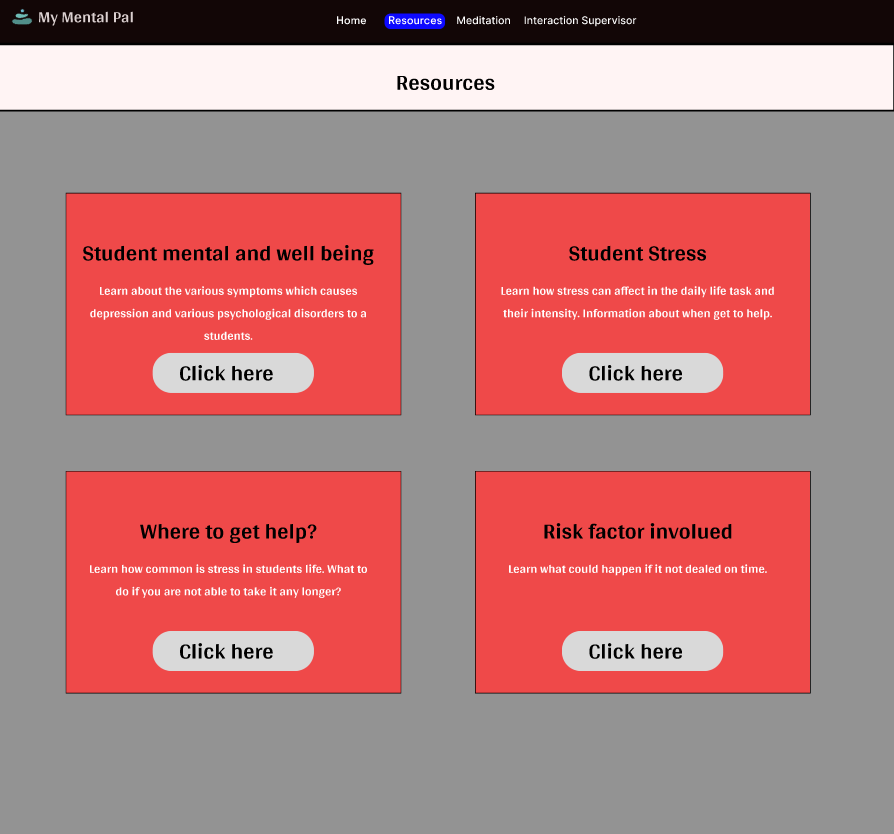 My Mental Pal
Home Resources Meditation Interaction Supervisor
Resources
Student mental and well being
Learn about the various symptoms which causes
depression and various psychological disorders to a
students.
Click here
Student Stress
Learn how stress can affect in the daily life task and
their intensity. Information about when get to help.
Click here
Where to get help?
Learn how common is stress in students life. What to
do if you are not able to take it any longer?
Click here
Risk factor involued
Learn what could happen if it not dealed on time.
Click here